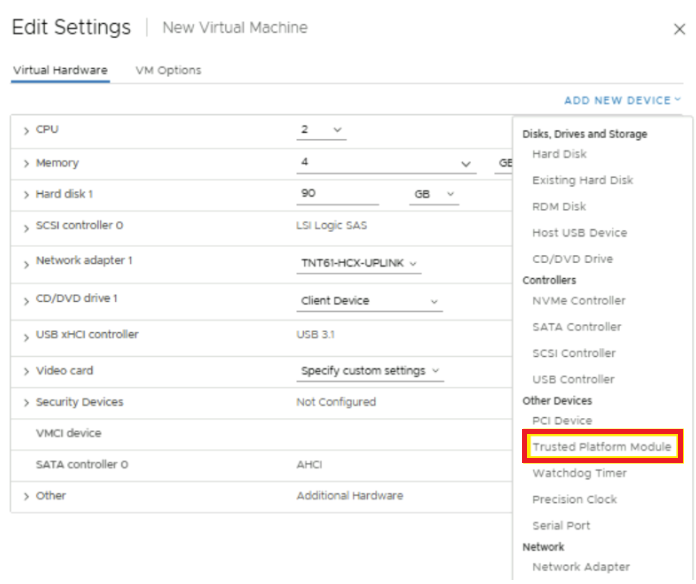 Edit Settings | New Virtual Machine
Virtual Hardware VM Options
ADD NEW DEVICE
CPU 2
Memory 4 GB
Hard disk 1 90 GB
SCSI controller 0 LSI Logic SAS
Network adapter 1 TNT61-HCX-UPLINK
CD/DVD drive 1 Client Device
USB xHCI controller USB 3.1
Video card Specify custom settings
Security Devices Not Configured
VMCI device
SATA controller 0 AHCI
Other Additional Hardware
Disks, Drives and Storage
Hard Disk
Existing Hard Disk
RDM Disk
Host USB Device
CD/DVD Drive
Controllers
NVMe Controller
SATA Controller
SCSI Controller
USB Controller
Other Devices
PCI Device
Trusted Platform Module
Watchdog Timer
Precision Clock
Serial Port
Network
Network Adapter